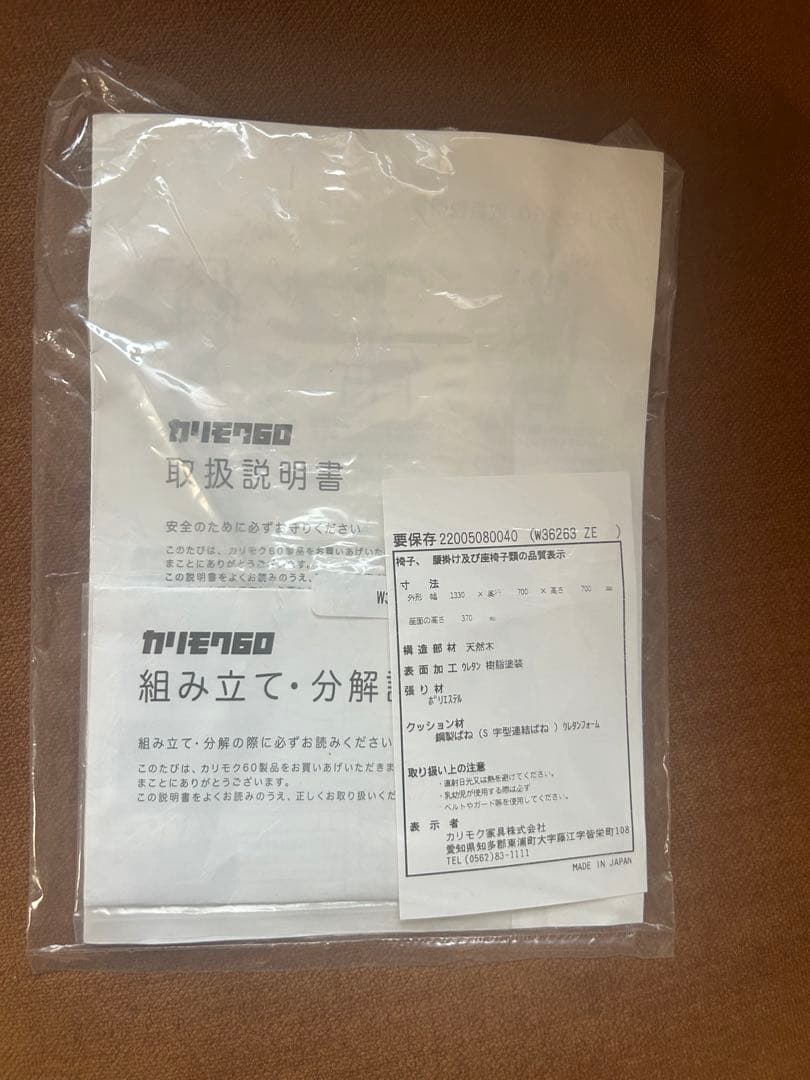 カリモク60
取扱説明書
安全のために必ずお守りください
このたびは、カリモク60製品をお買いあげいた
まことにありがとうございます。
この説明書をよくお読みのうえ、
W3
カリモク60
組み立て・分解
組み立て・分解の際に必ずお読みください
このたびは、カリモク60製品をお買いあげいただきま
まことにありがとうございます。
この説明書をよくお読みのうえ、正しくお取り扱いくだ
要保存 22005080040 (W36263 ZE )
椅子、 腰掛け及び座椅子類の品質表示
寸 法
外形 幅 1330 × 奥行 700 × 高さ 700 mm
座面の高さ 370 mm
構造部材 天然木
表面加工 ウレタン 樹脂塗装
張り材
ポリエステル
クッション材
鋼製ばね (S 字型連結ばね ) ウレタンフォーム
取り扱い上の注意
・直射日光又は熱を避けてください。
・乳幼児が使用する際は必ず
・ベルトやガード等を使用してください。
表 示 者
カリモク家具株式会社
愛知県知多郡東浦町大字藤江字皆栄町108
TEL (0562)83-1111
MADE IN JAPAN